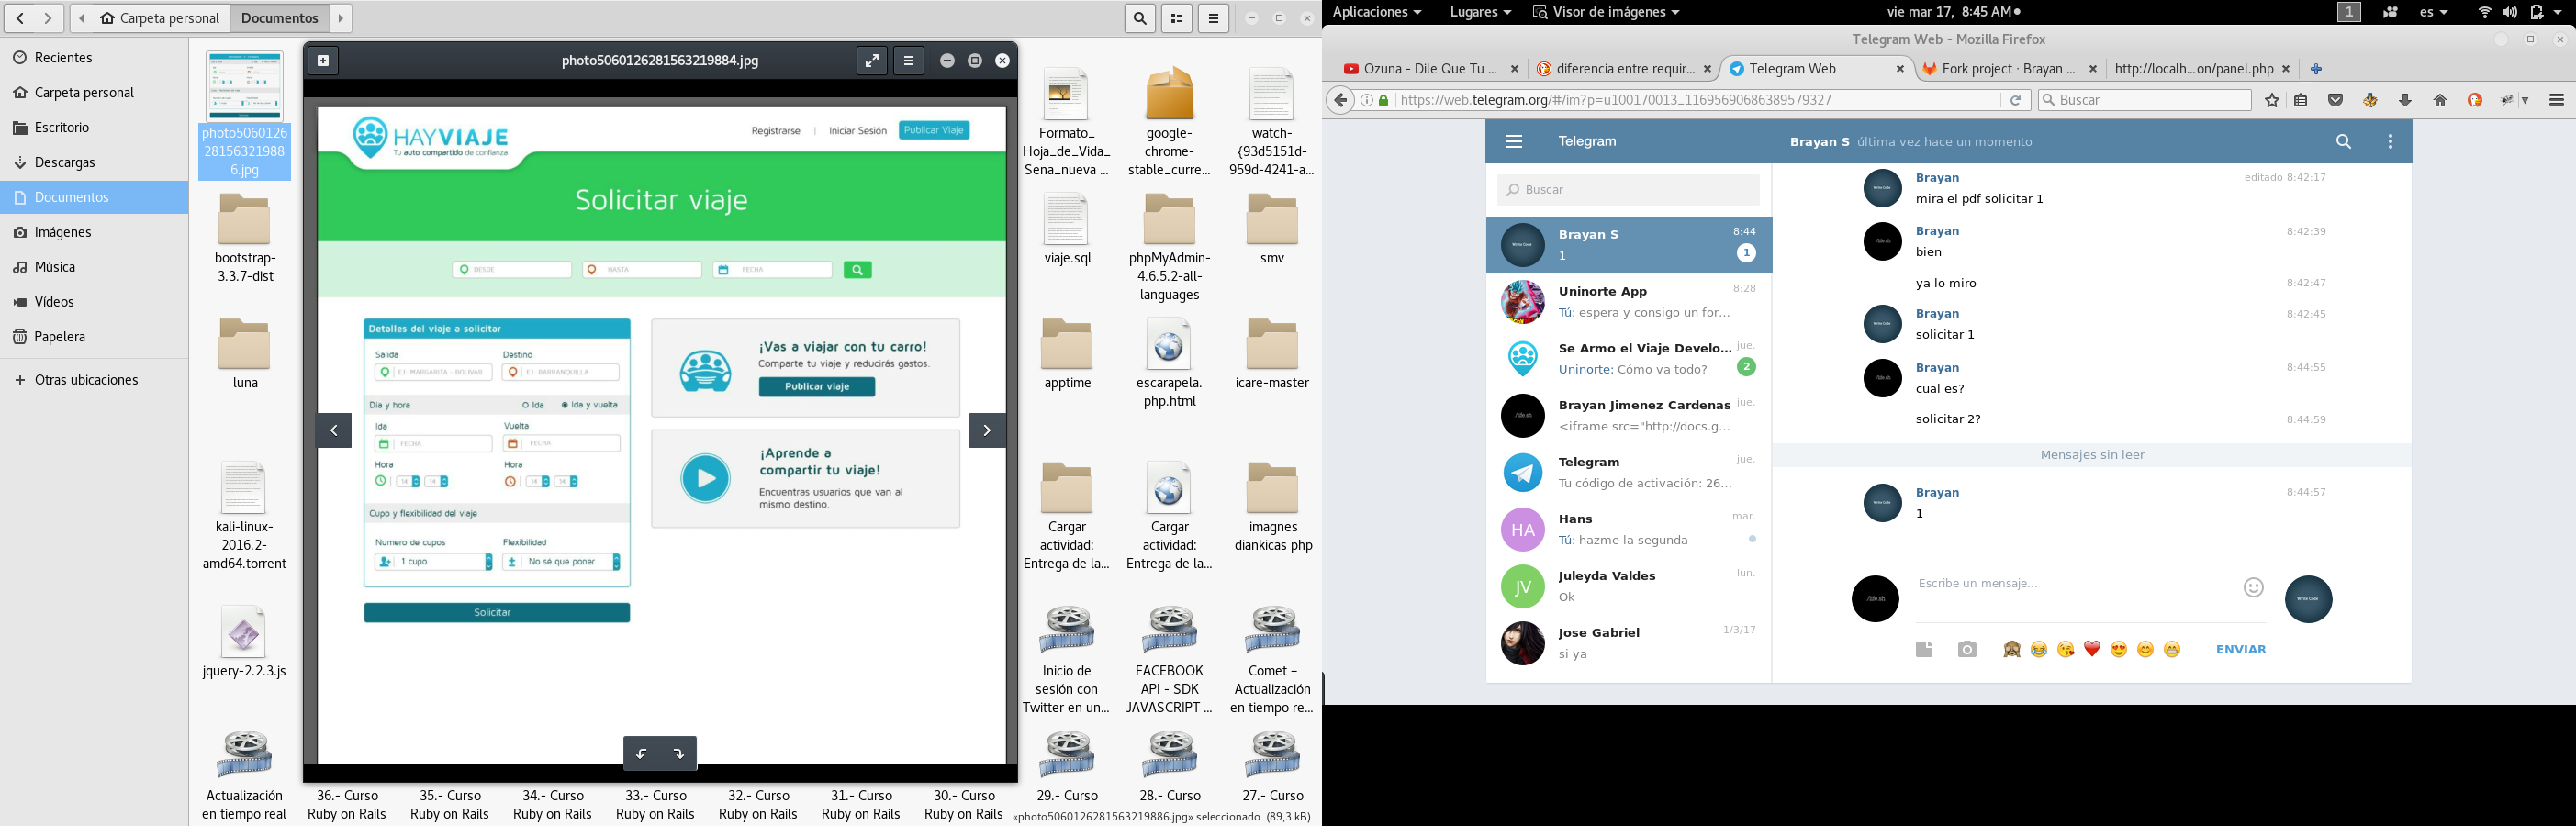 Carpeta personal
Documentos
Recientes
Carpeta personal
Escritorio
Descargas
Documentos
Imágenes
Música
Vídeos
Papelera
Otras ubicaciones
photo5060126
28156321988
6.jpg
bootstrap-
3.3.7-dist
luna
kali-linux-
2016.2-
amd64.torrent
jquery-2.2.3.js
Actualización
en tiempo real
photo5060126281563219884.jpg
HAYVIAJE
Tu auto compartido de confianza
Registrarse | Iniciar Sesión Publicar Viaje
Solicitar viaje
DESDE
HASTA
FECHA
Detalles del viaje a solicitar
Salida
Destino
EJ: MARGARITA - BOLIVAR
EJ: BARRANQUILLA
Día y hora
Ida
Ida y vuelta
Ida
Vuelta
FECHA
FECHA
Hora
Hora
Cupo y flexibilidad del viaje
Numero de cupos
Flexibilidad
1 cupo
No sé que poner
Solicitar
¡Vas a viajar con tu carro!
Comparte tu viaje y reducirás gastos.
Publicar viaje
¡Aprende a
compartir tu viaje!
Encuentras usuarios que van al
mismo destino.
36.- Curso
Ruby on Rails
35.- Curso
Ruby on Rails
34.- Curso
Ruby on Rails
33.- Curso
Ruby on Rails
32.- Curso
Ruby on Rails
31.- Curso
Ruby on Rails
30.- Curso
Ruby on Rails
Formato_
Hoja_de_Vida_
Sena_nueva ...
google-
chrome-
stable_curre...
watch-
{93d5151d-
959d-4241-a...
viaje.sql
phpMyAdmin-
4.6.5.2-all-
languages
smv
apptime
escarapela.
php.html
icare-master
Cargar
actividad:
Entrega de la...
Cargar
actividad:
Entrega de la...
imagnes
diankicas php
Inicio de
sesión con
Twitter en un...
FACEBOOK
API - SDK
JAVASCRIPT ...
Comet –
Actualización
en tiempo re...
29.- Curso
28.- Curso
27.- Curso
«photo5060126281563219886.jpg» seleccionado (89,3 kB)
Aplicaciones
Lugares
Visor de imágenes
vie mar 17, 8:45 AM
1
es
Telegram Web - Mozilla Firefox
Ozuna - Dile Que Tu ...
diferencia entre requir...
Telegram Web
Fork project · Brayan ...
http://localh...on/panel.php
https://web.telegram.org/#/im?p=u100170013_11695690686389579327
Buscar
Telegram
Brayan S última vez hace un momento
Buscar
Brayan S 8:44
1 1
Uninorte App 8:28
Tú: espera y consigo un for...
Se Armo el Viaje Develo... jue.
Uninorte: Cómo va todo? 2
Brayan Jimenez Cardenas jue.
<iframe src="http://docs.g...
Telegram jue.
Tu código de activación: 26...
HA
Hans mar.
Tú: hazme la segunda
JV
Juleyda Valdes lun.
Ok
Jose Gabriel 1/3/17
si ya
Brayan editado 8:42:17
mira el pdf solicitar 1
Brayan 8:42:39
bien
ya lo miro 8:42:47
Brayan 8:42:45
solicitar 1
Brayan 8:44:55
cual es?
solicitar 2? 8:44:59
Mensajes sin leer
Brayan 8:44:57
1
Escribe un mensaje...
ENVIAR